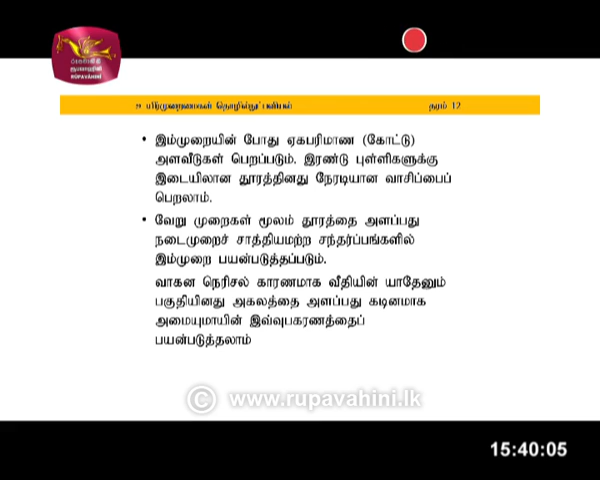 RUPAVAHINI
தொழில்நுட்பவியல் தரம் 12
• இம்முறையின் போது ஏகபரிமாண (கோட்டு)
அளவீடுகள் பெறப்படும். இரண்டு புள்ளிகளுக்கு
இடையிலான தூரத்தினது நேரடியான வாசிப்பைப்
பெறலாம்.
• வேறு முறைகள் மூலம் தூரத்தை அளப்பது
நடைமுறைச் சாத்தியமற்ற சந்தர்ப்பங்களில்
இம்முறை பயன்படுத்தப்படும்.
வாகன நெரிசல் காரணமாக வீதியின் யாதேனும்
பகுதியினது அகலத்தை அளப்பது கடினமாக
அமையுமாயின் இவ்வுபகரணத்தைப்
பயன்படுத்தலாம்
© www.rupavahini.lk
15:40:05